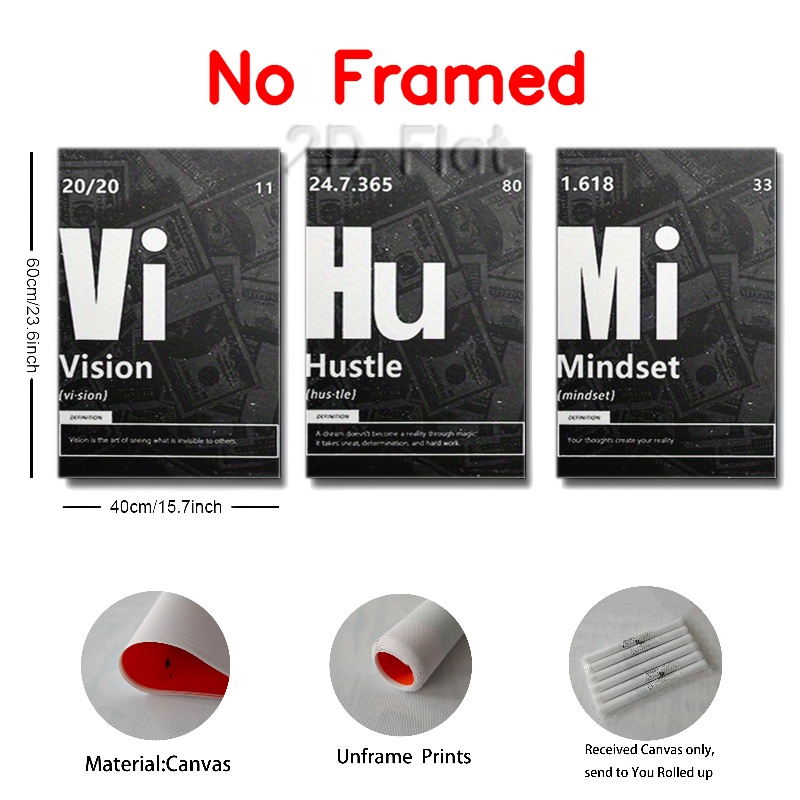 No Framed
2D Flat
20/20
11
Vi
Vision
{vi·sion}
DEFINITION
Vision is the art of seeing what is invisible to others.
24.7.365
80
Hu
Hustle
{hus·tle}
DEFINITION
A dream doesn't become a reality through magic;
it takes sweat, determination, and hard work.
1.618
33
Mi
Mindset
{mindset}
DEFINITION
Your thoughts create your reality
60cm/23.6inch
40cm/15.7inch
Material:Canvas
Unframe Prints
Received Canvas only,
send to You Rolled up